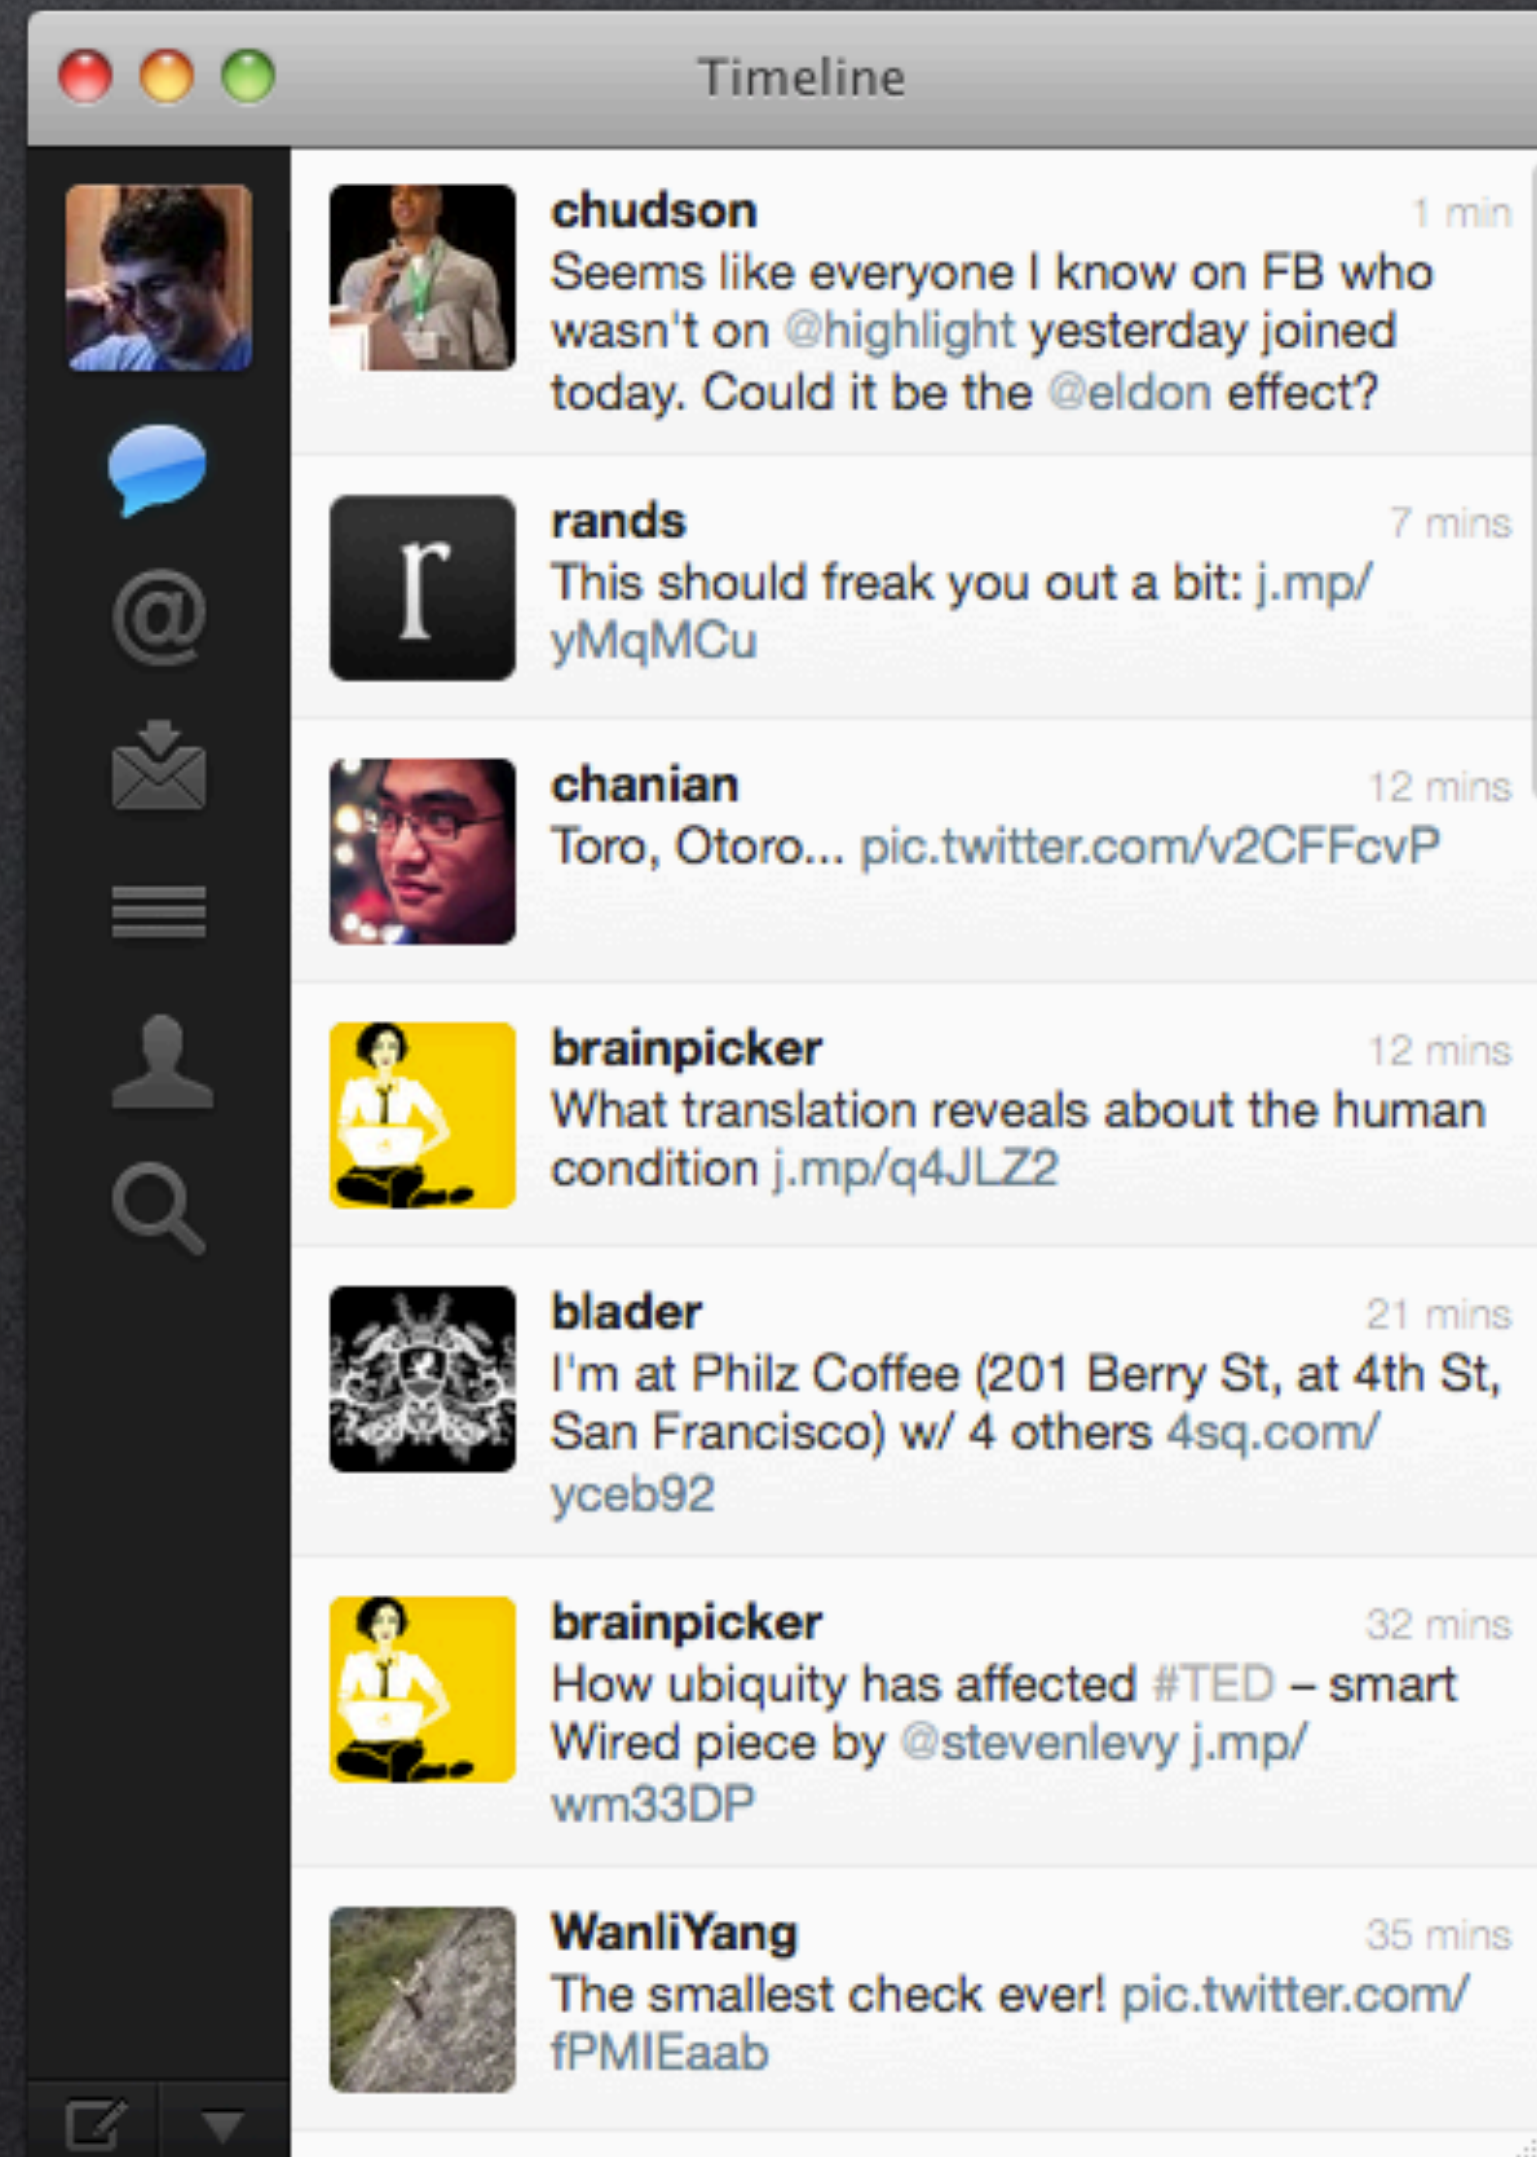 Timeline
chudson
1 min
Seems like everyone I know on FB who
wasn't on @highlight yesterday joined
today. Could it be the @eldon effect?
r
rands
7 mins
This should freak you out a bit: j.mp/
yMqMCu
chanian
12 mins
Toro, Otoro... pic.twitter.com/v2CFFcvP
brainpicker
12 mins
What translation reveals about the human
condition j.mp/q4JLZ2
blader
21 mins
I'm at Philz Coffee (201 Berry St, at 4th St,
San Francisco) w/ 4 others 4sq.com/
yceb92
brainpicker
32 mins
How ubiquity has affected #TED – smart
Wired piece by @stevenlevy j.mp/
wm33DP
WanliYang
35 mins
The smallest check ever! pic.twitter.com/
fPMIEaab